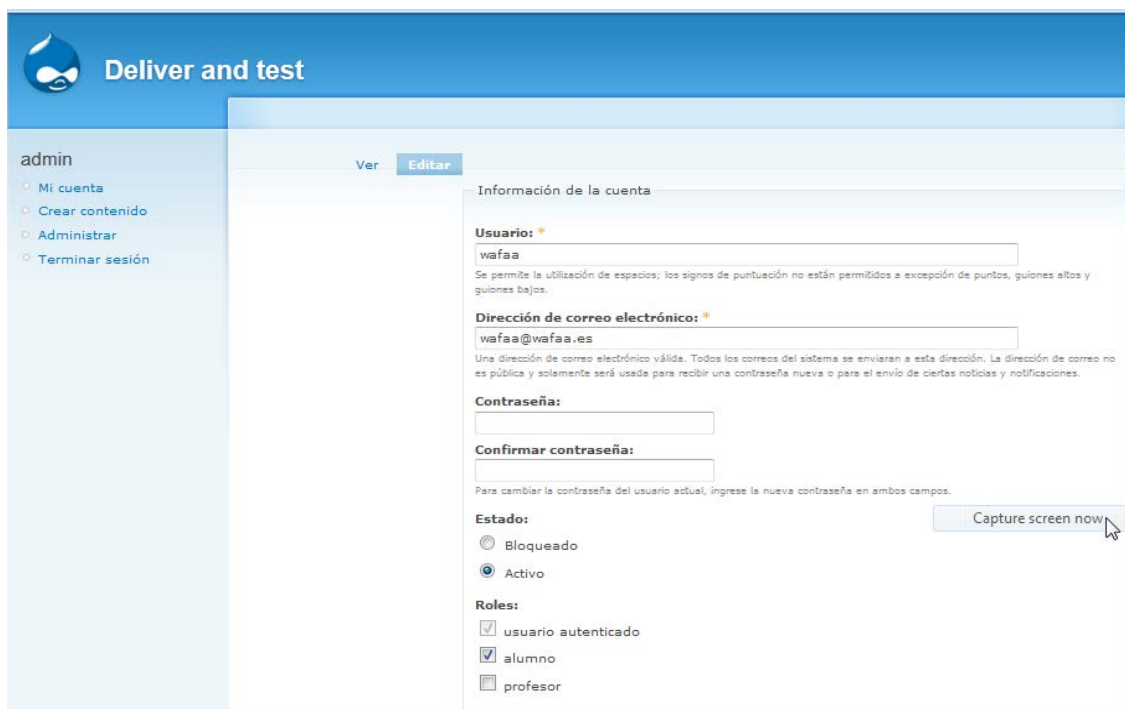 Deliver and test
admin
Mi cuenta
Crear contenido
Administrar
Terminar sesión
Ver Editar
Información de la cuenta
Usuario: *
wafaa
Se permite la utilización de espacios; los signos de puntuación no están permitidos a excepción de puntos, guiones altos y
guiones bajos.
Dirección de correo electrónico: *
wafaa@wafaa.es
Una dirección de correo electrónico válida. Todos los correos del sistema se enviaran a esta dirección. La dirección de correo no
es pública y solamente será usada para recibir una contraseña nueva o para el envío de ciertas noticias y notificaciones.
Contraseña:
Confirmar contraseña:
Para cambiar la contraseña del usuario actual, ingrese la nueva contraseña en ambos campos.
Estado:
Capture screen now
Bloqueado
Activo
Roles:
usuario autenticado
alumno
profesor